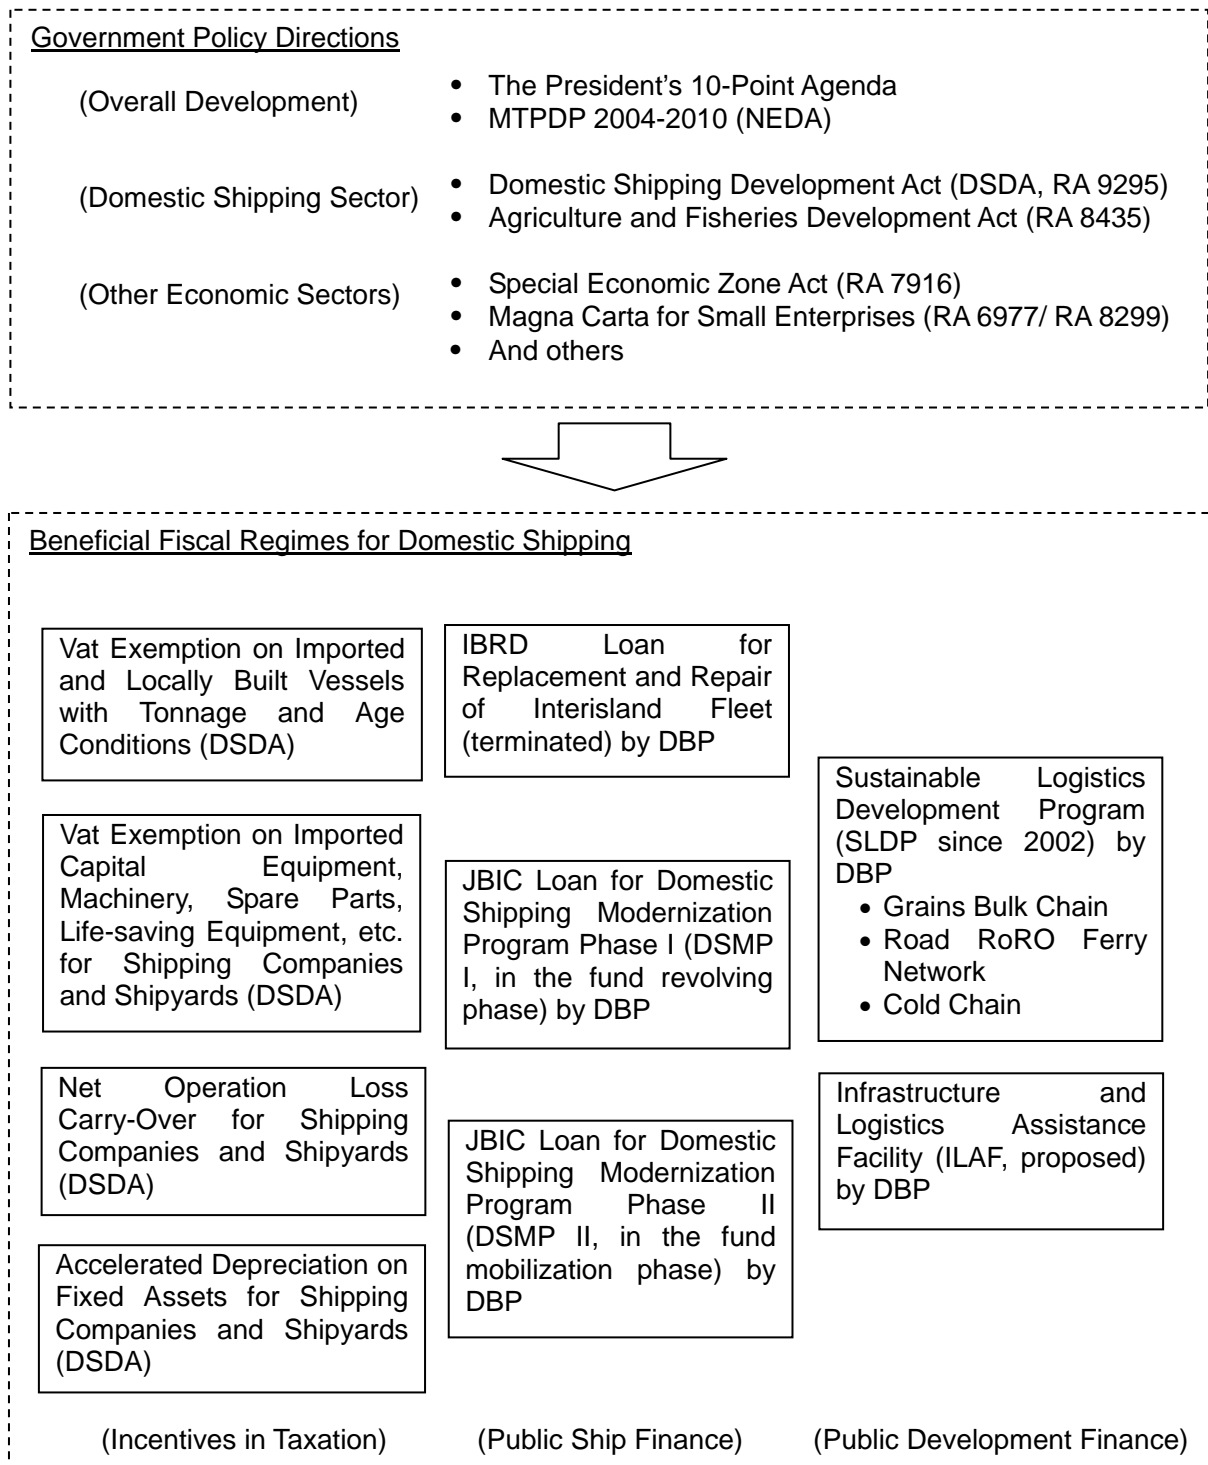 Government Policy Directions
(Overall Development)
• The President's 10-Point Agenda
• MTPDP 2004-2010 (NEDA)
(Domestic Shipping Sector)
• Domestic Shipping Development Act (DSDA, RA 9295)
• Agriculture and Fisheries Development Act (RA 8435)
(Other Economic Sectors)
• Special Economic Zone Act (RA 7916)
• Magna Carta for Small Enterprises (RA 6977/ RA 8299)
• And others
Beneficial Fiscal Regimes for Domestic Shipping
Vat Exemption on Imported
and Locally Built Vessels
with Tonnage and Age
Conditions (DSDA)
Vat Exemption on Imported
Capital Equipment,
Machinery, Spare Parts,
Life-saving Equipment, etc.
for Shipping Companies
and Shipyards (DSDA)
Net Operation Loss
Carry-Over for Shipping
Companies and Shipyards
(DSDA)
Accelerated Depreciation on
Fixed Assets for Shipping
Companies and Shipyards
(DSDA)
(Incentives in Taxation)
IBRD Loan for
Replacement and Repair
of Interisland Fleet
(terminated) by DBP
JBIC Loan for Domestic
Shipping Modernization
Program Phase I (DSMP
I, in the fund revolving
phase) by DBP
JBIC Loan for Domestic
Shipping Modernization
Program Phase II
(DSMP II, in the fund
mobilization phase) by
DBP
(Public Ship Finance)
Sustainable Logistics
Development Program
(SLDP since 2002) by
DBP
• Grains Bulk Chain
• Road RoRO Ferry
Network
• Cold Chain
Infrastructure and
Logistics Assistance
Facility (ILAF, proposed)
by DBP
(Public Development Finance)